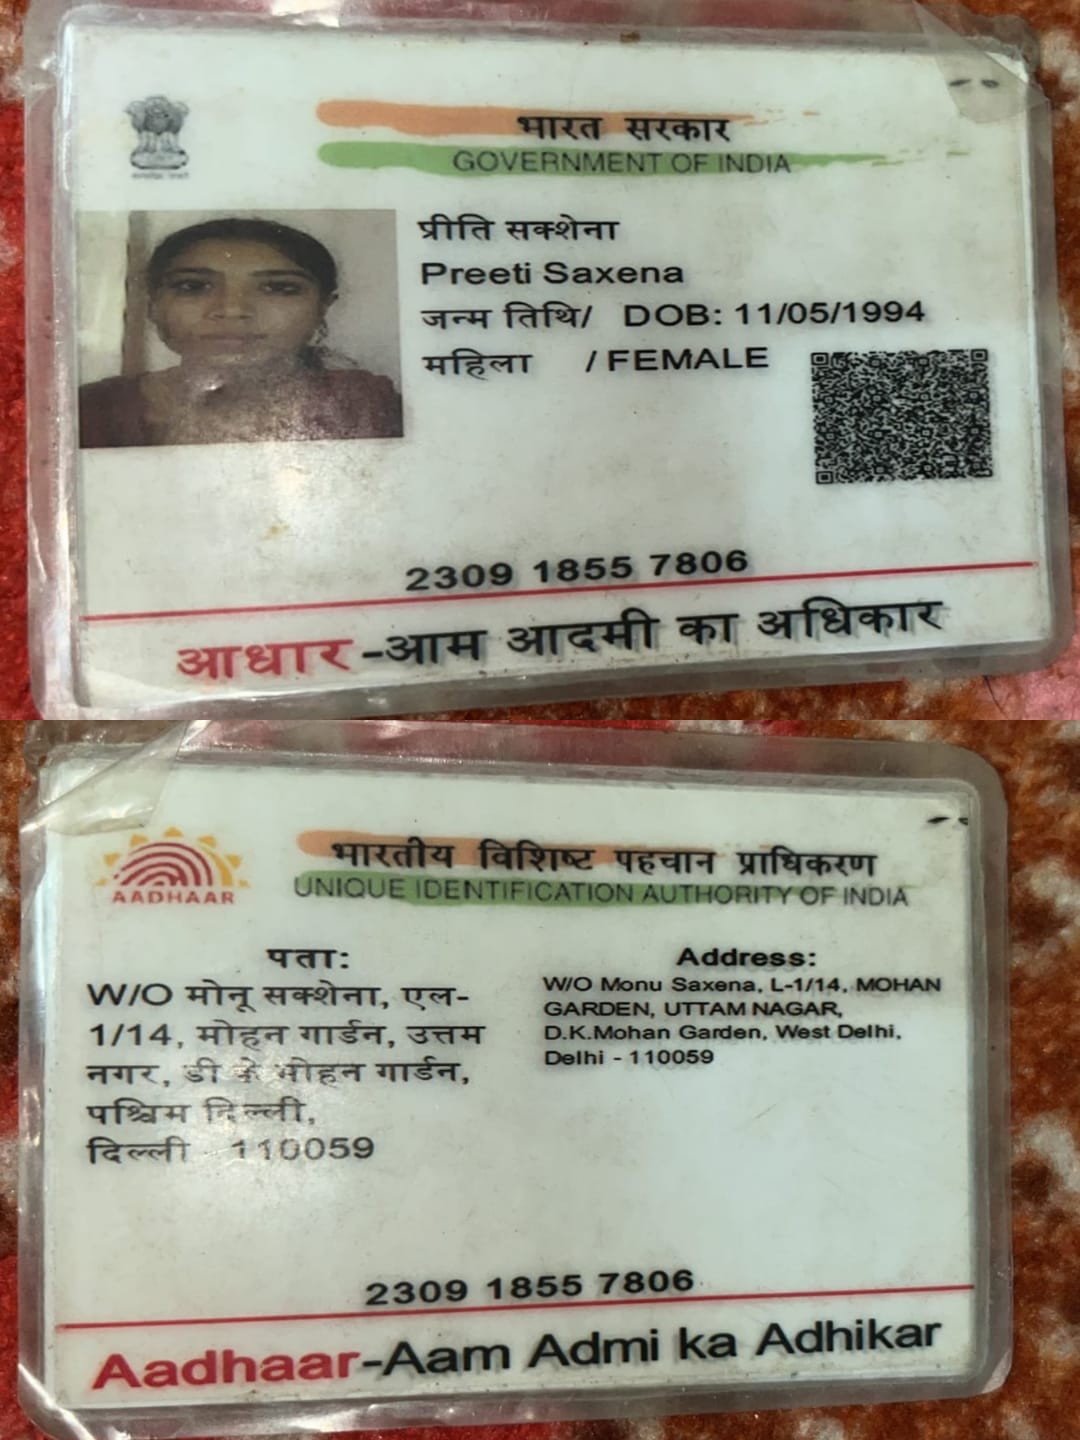 भारत सरकार
GOVERNMENT OF INDIA
प्रीति सक्शेना
Preeti Saxena
जन्म तिथि/ DOB: 11/05/1994
महिला / FEMALE
2309 1855 7806
आधार-आम आदमी का अधिकार
AADHAAR
भारतीय विशिष्ट पहचान प्राधिकरण
UNIQUE IDENTIFICATION AUTHORITY OF INDIA
पता:
W/O मोनू सक्शेना, एल-
1/14, मोहन गार्डन, उत्तम
नगर, डी के मोहन गार्डन,
पश्चिम दिल्ली,
दिल्ली - 110059
Address:
W/O Monu Saxena, L-1/14, MOHAN
GARDEN, UTTAM NAGAR,
D.K.Mohan Garden, West Delhi,
Delhi - 110059
2309 1855 7806
Aadhaar-Aam Admi ka Adhikar